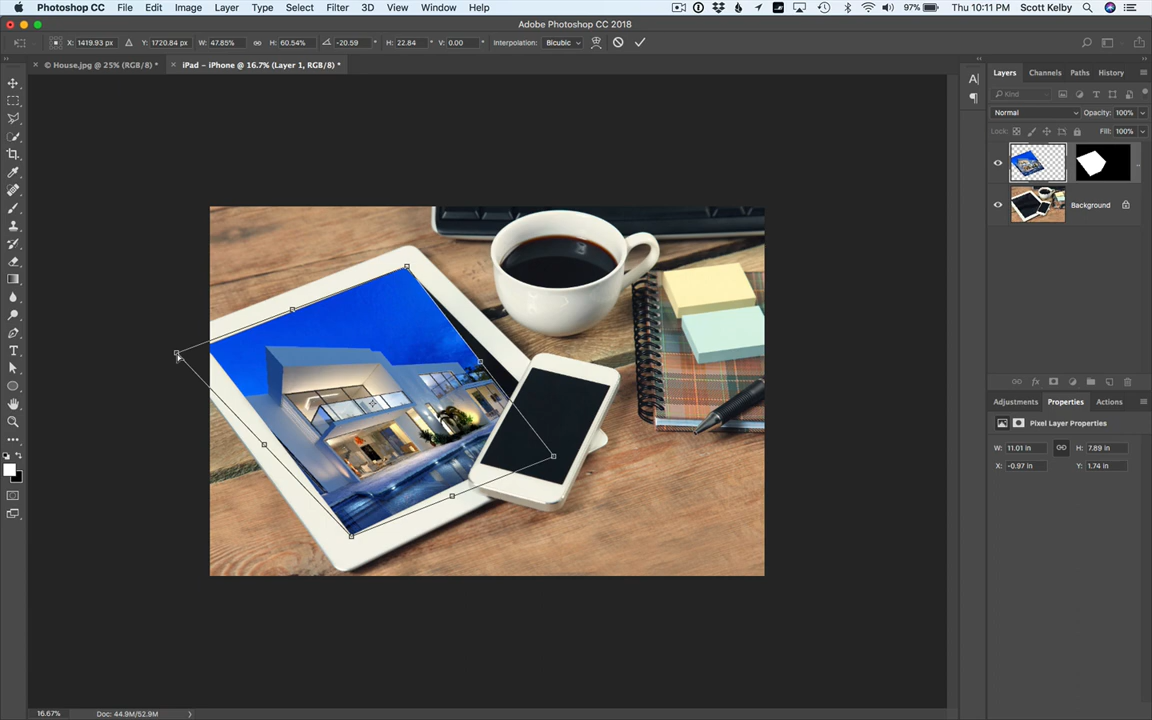 Photoshop CC File Edit Image Layer Type Select Filter 3D View Window Help 97% Thu 10:11 PM Scott Kelby
Adobe Photoshop CC 2018
X: 1419.93 px Y: 1720.84 px W: 47.85% H: 60.54% -20.59 ° H: 22.84 ° V: 0.00 ° Interpolation: Bicubic
× © House.jpg @ 25% (RGB/8) * × iPad – iPhone @ 16.7% (Layer 1, RGB/8) *
Layers Channels Paths History
Kind
Normal Opacity: 100%
Lock: Fill: 100%
Background
fx
Adjustments Properties Actions
Pixel Layer Properties
W: 11.01 in H: 7.89 in
X: -0.97 in Y: 1.74 in
16.67% Doc: 44.9M/52.9M